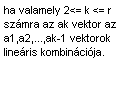 ha valamely 2<= k <= r
számra az ak vektor az
a1,a2,...,ak-1 vektorok
lineáris kombinációja.